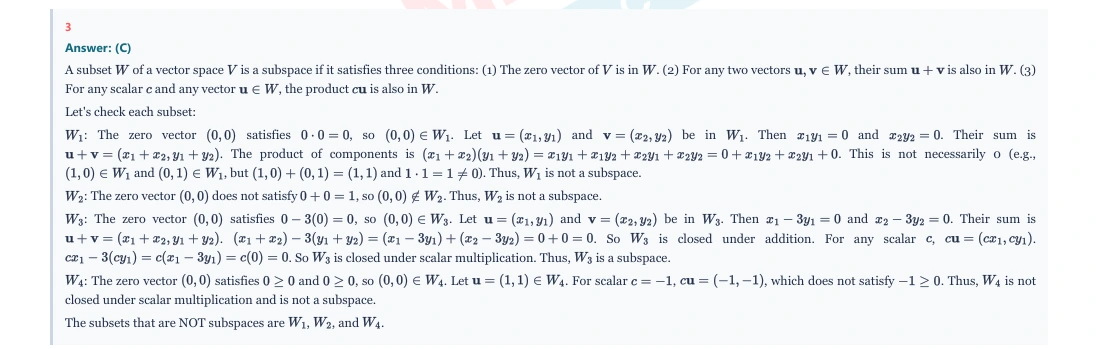 3
Answer: (C)
A subset W of a vector space V is a subspace if it satisfies three conditions: (1) The zero vector of V is in W. (2) For any two vectors u, v ∈ W, their sum u + v is also in W. (3)
For any scalar c and any vector u ∈ W, the product cu is also in W.
Let's check each subset:
W₁: The zero vector (0,0) satisfies 0 · 0 = 0, so (0,0) ∈ W₁. Let u = (x₁, y₁) and v = (x₂, y₂) be in W₁. Then x₁y₁ = 0 and x₂y₂ = 0. Their sum is
u + v = (x₁ + x₂, y₁ + y₂). The product of components is (x₁ + x₂)(y₁ + y₂) = x₁y₁ + x₁y₂ + x₂y₁ + x₂y₂ = 0 + x₁y₂ + x₂y₁ + 0. This is not necessarily 0 (e.g.,
(1,0) ∈ W₁ and (0,1) ∈ W₁, but (1,0) + (0,1) = (1,1) and 1 · 1 = 1 ≠ 0). Thus, W₁ is not a subspace.
W₂: The zero vector (0,0) does not satisfy 0 + 0 = 1, so (0,0) ∉ W₂. Thus, W₂ is not a subspace.
W₃: The zero vector (0,0) satisfies 0 − 3(0) = 0, so (0,0) ∈ W₃. Let u = (x₁, y₁) and v = (x₂, y₂) be in W₃. Then x₁ − 3y₁ = 0 and x₂ − 3y₂ = 0. Their sum is
u + v = (x₁ + x₂, y₁ + y₂). (x₁ + x₂) − 3(y₁ + y₂) = (x₁ − 3y₁) + (x₂ − 3y₂) = 0 + 0 = 0. So W₃ is closed under addition. For any scalar c, cu = (cx₁, cy₁).
cx₁ − 3(cy₁) = c(x₁ − 3y₁) = c(0) = 0. So W₃ is closed under scalar multiplication. Thus, W₃ is a subspace.
W₄: The zero vector (0,0) satisfies 0 ≥ 0 and 0 ≥ 0, so (0,0) ∈ W₄. Let u = (1,1) ∈ W₄. For scalar c = −1, cu = (−1, −1), which does not satisfy −1 ≥ 0. Thus, W₄ is not
closed under scalar multiplication and is not a subspace.
The subsets that are NOT subspaces are W₁, W₂, and W₄.